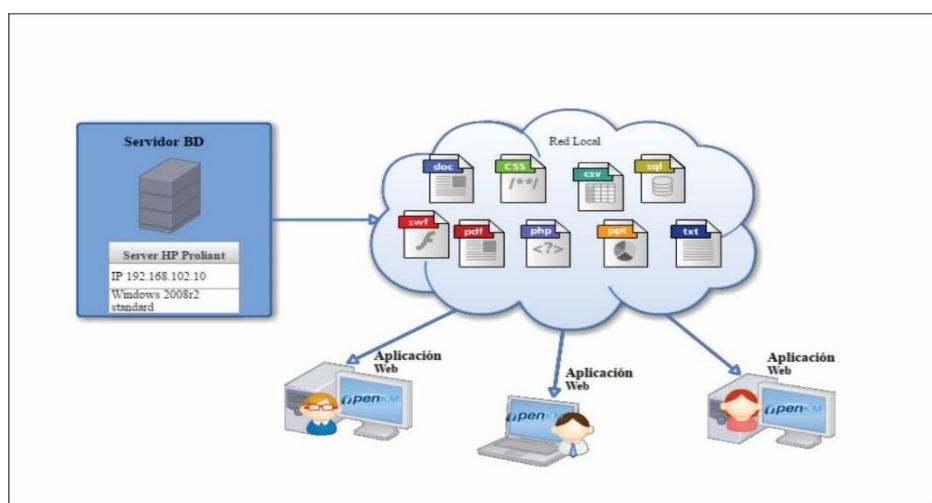 Servidor BD
Server HP Proliant
IP 192.168.102.10
Windows 2008r2
standard
Red Local
doc
CSS
/**/
csv
sql
swf
pdf
php
<?>
ppt
txt
Aplicación
Web
OpenKM
Aplicación
Web
OpenKM
Aplicación
Web
OpenKM